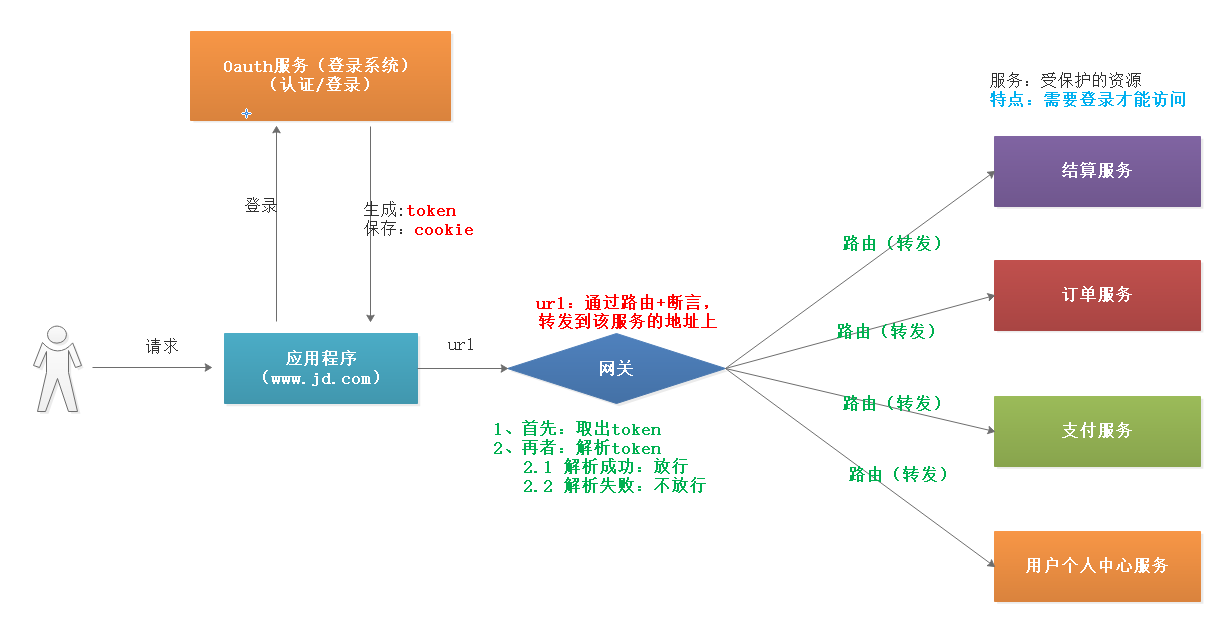 Oauth服务（登录系统）
（认证/登录）
服务：受保护的资源
特点：需要登录才能访问
结算服务
登录
生成:token
保存：cookie
路由（转发）
订单服务
url：通过路由+断言，
转发到该服务的地址上
路由（转发）
请求
应用程序
（www.jd.com）
url
网关
路由（转发）
支付服务
1、首先：取出token
2、再者：解析token
2.1 解析成功：放行
2.2 解析失败：不放行
路由（转发）
用户个人中心服务